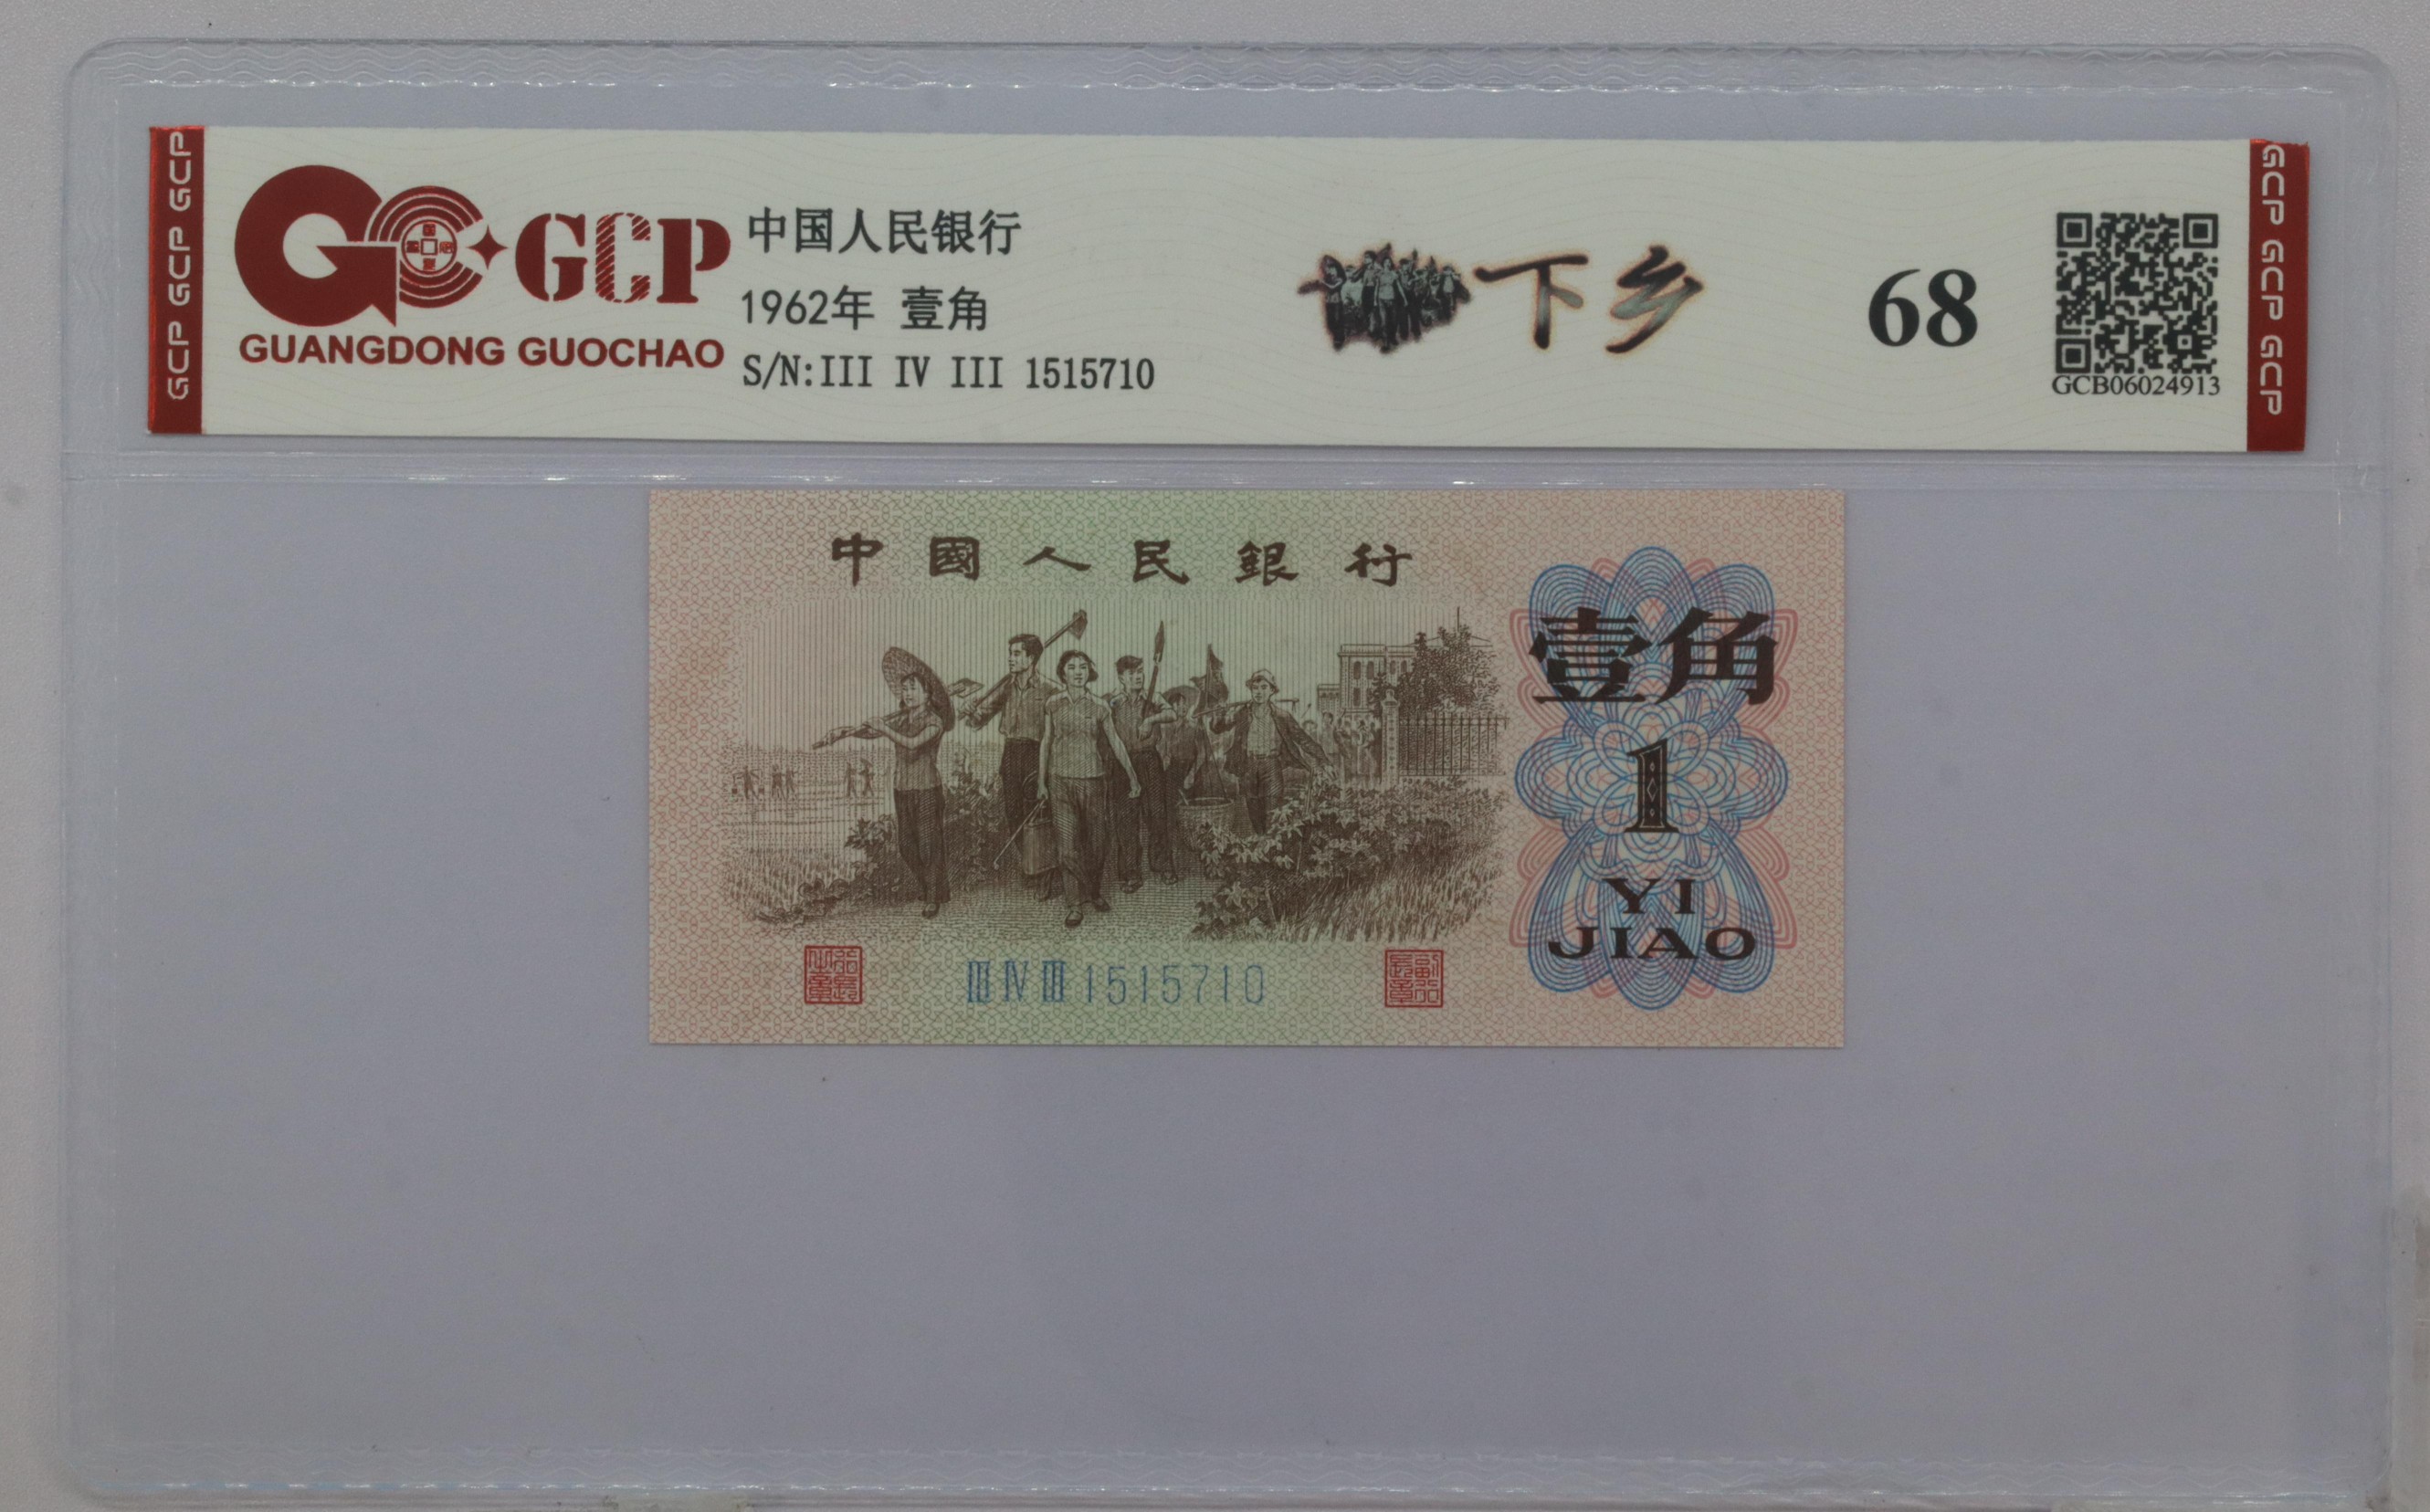 GCP GCP GCP
GCP
GUANGDONG GUOCHAO
中国人民银行
1962年 壹角
S/N:III IV III 1515710
下乡
68
GCB06024913
GCP GCP GCP
中國人民銀行
壹角
1
YI
JIAO
III IV III 1515710